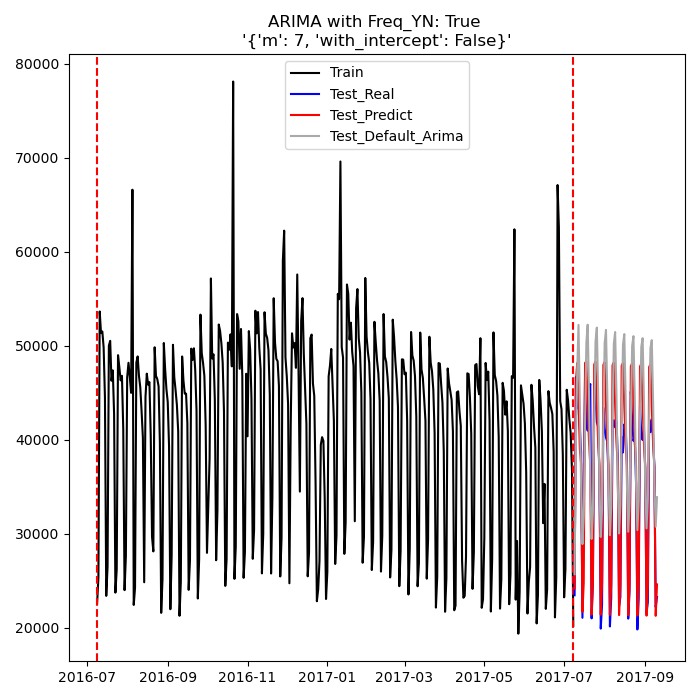 ARIMA with Freq_YN: True
'{'m': 7, 'with_intercept': False}'
Train
Test_Real
Test_Predict
Test_Default_Arima
80000
70000
60000
50000
40000
30000
20000
2016-07 2016-09 2016-11 2017-01 2017-03 2017-05 2017-07 2017-09